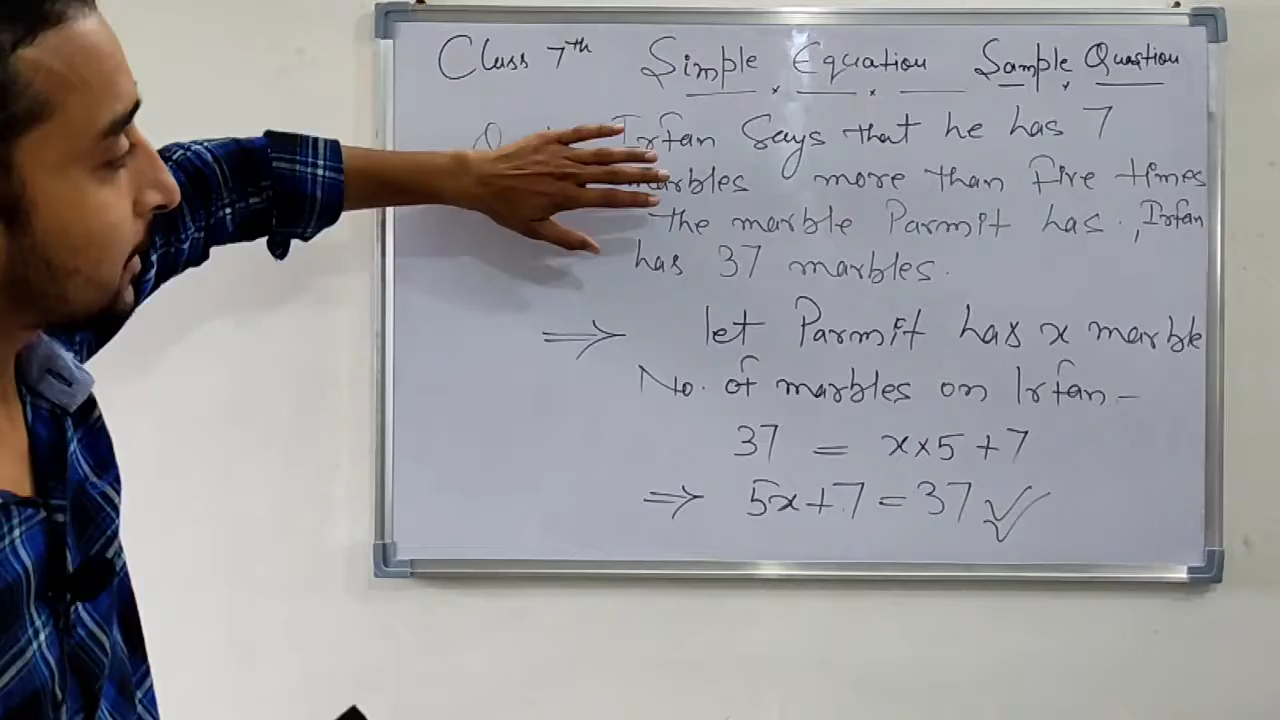 Class 7th Simple Equation Sample Quastion
Irfan Says that he has 7
marbles more than five times
the marble Parmit has., Irfan
has 37 marbles.
⇒ let Parmit has x marble
No. of marbles on Irfan-
37 = x×5+7
⇒ 5x+7=37 ✓